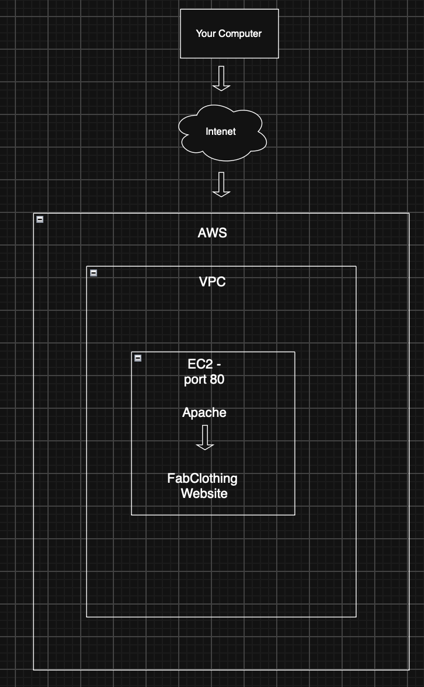 Your Computer
Intenet
AWS
VPC
EC2 -
port 80
Apache
FabClothing
Website